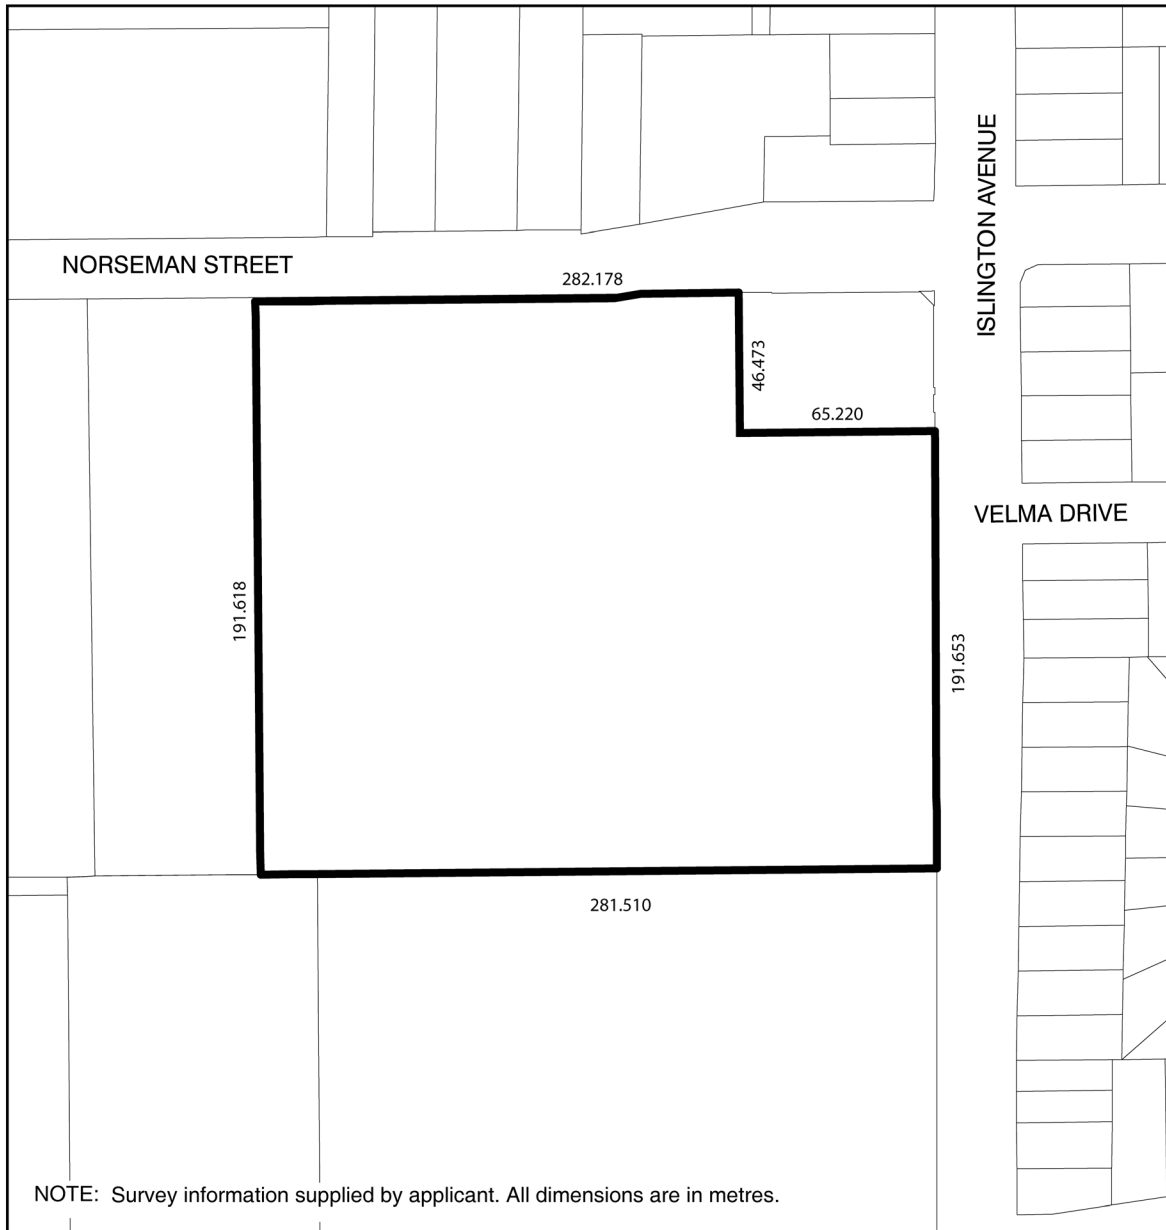 ISLINGTON AVENUE
NORSEMAN STREET
282.178
46.473
65.220
VELMA DRIVE
191.618
191.653
281.510
NOTE: Survey information supplied by applicant. All dimensions are in metres.